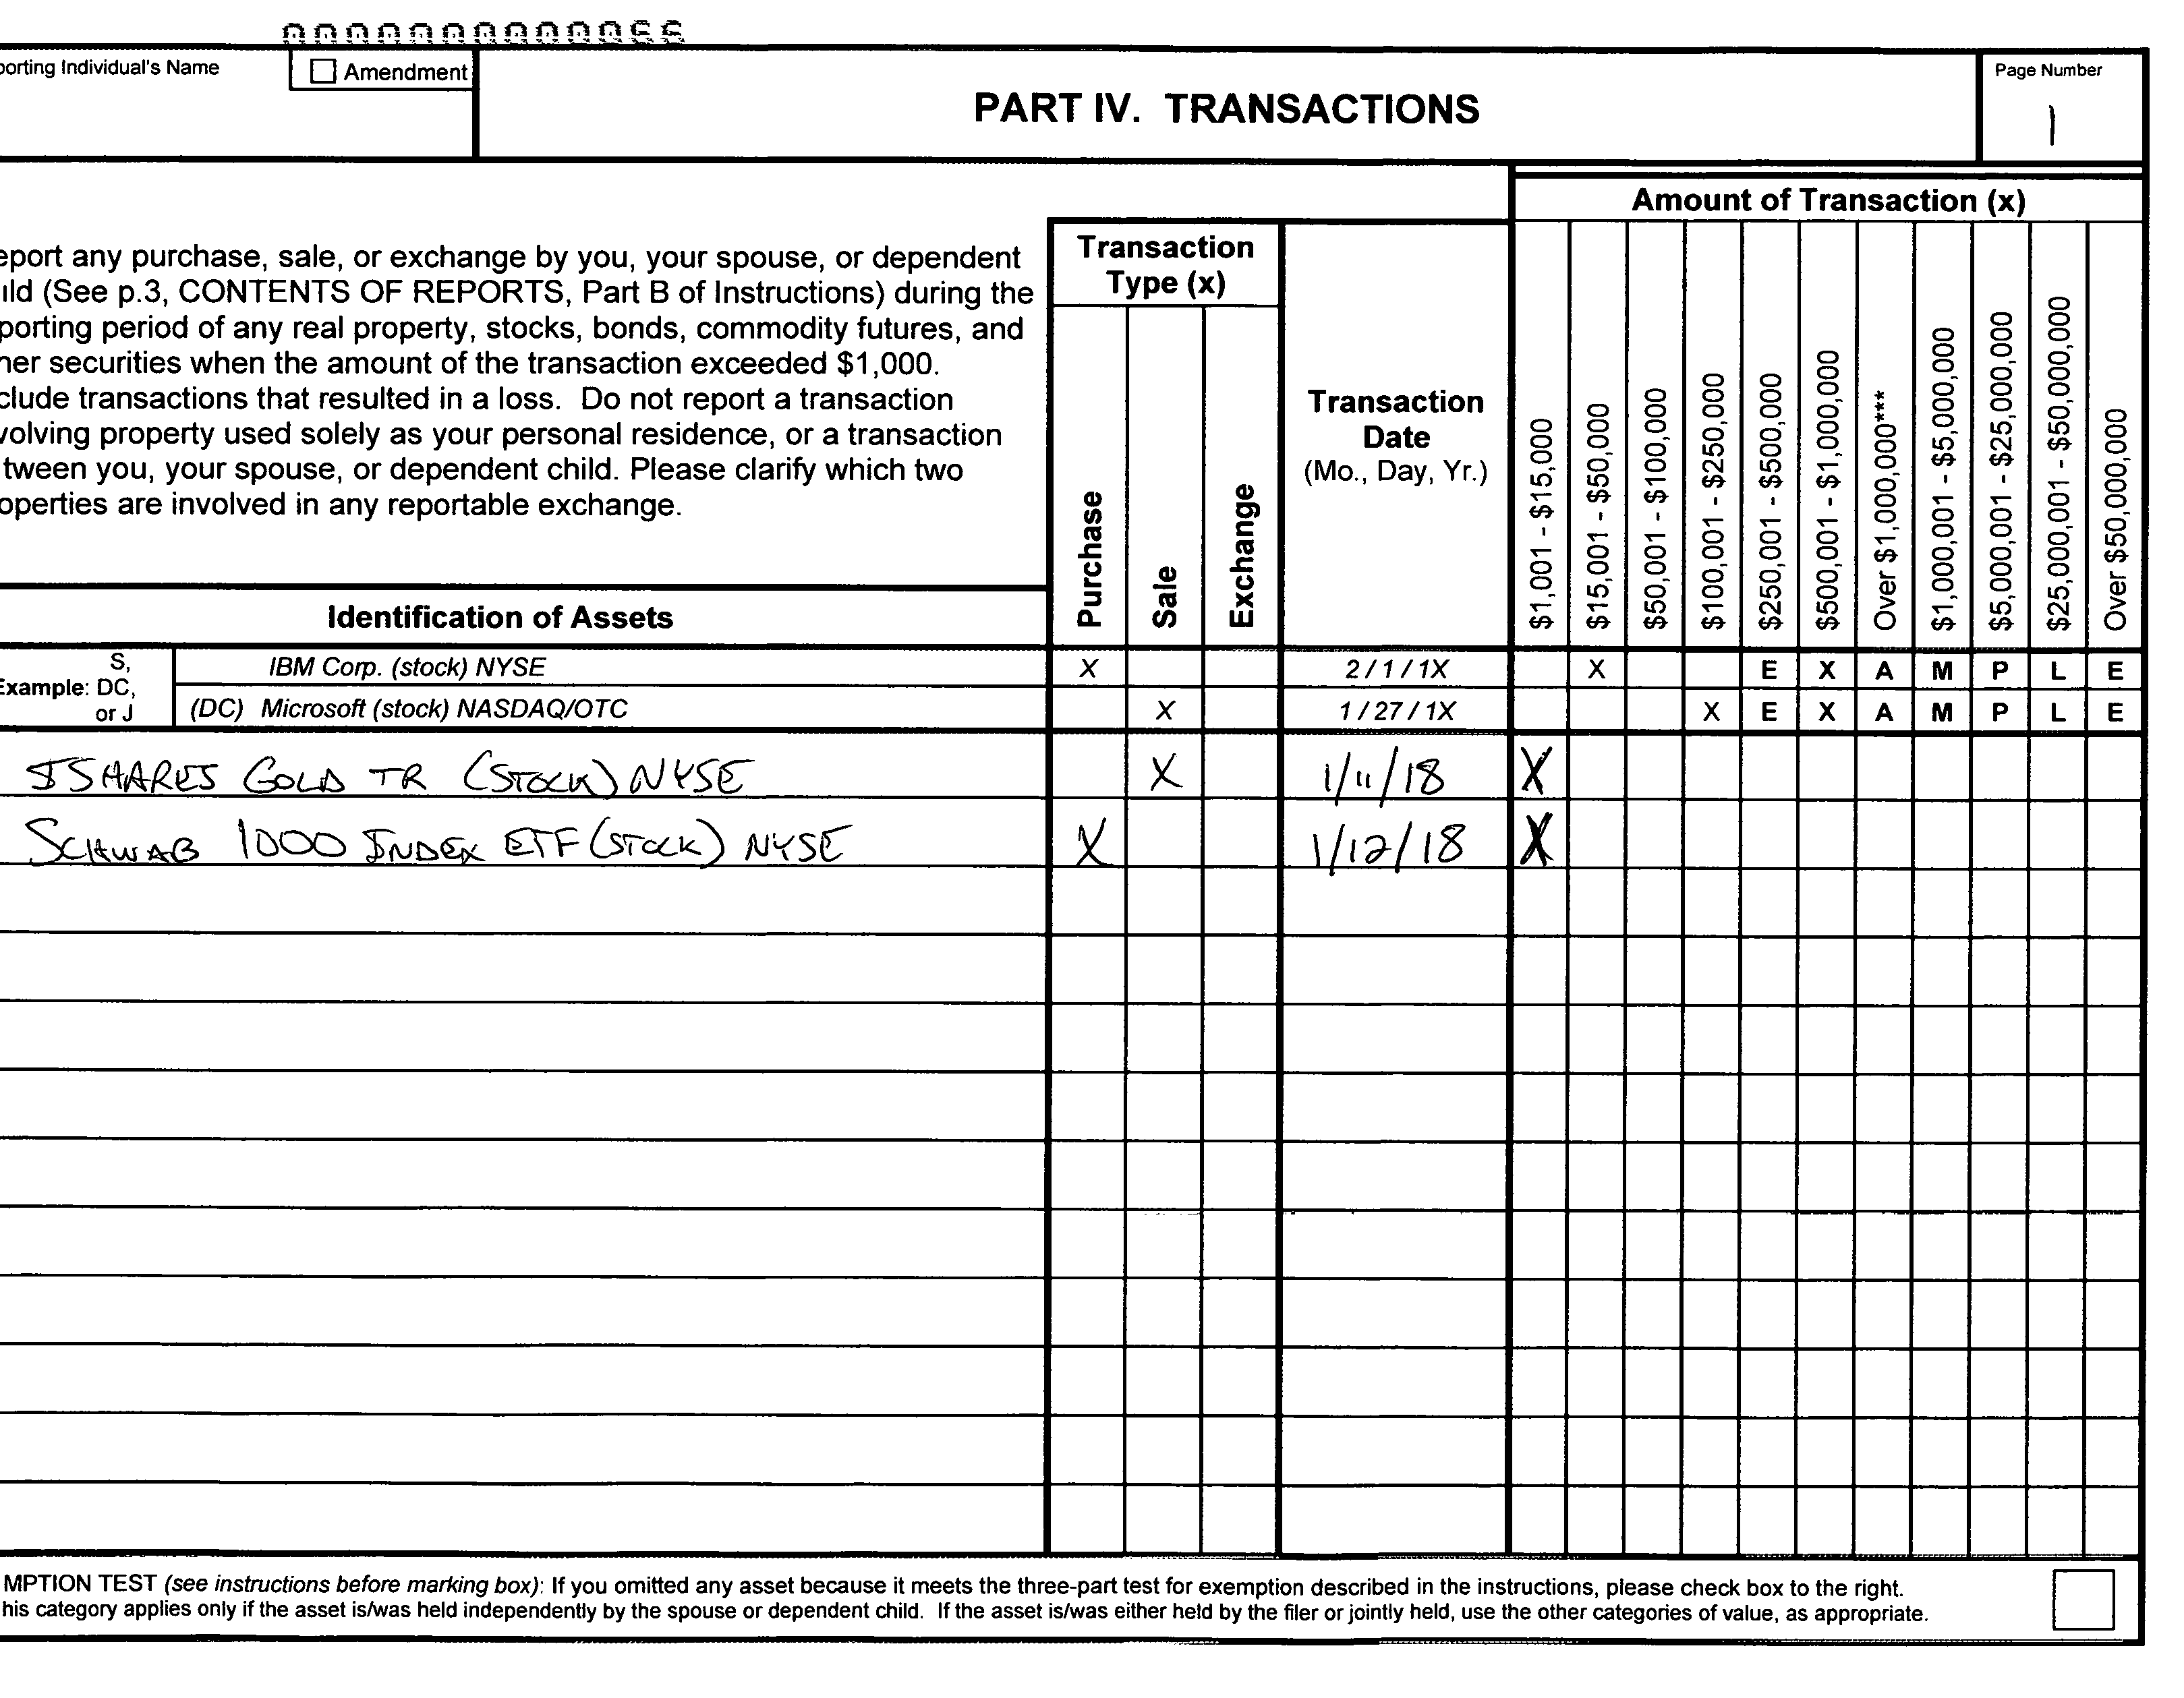 porting Individual's Name
Amendment
PART IV. TRANSACTIONS
Page Number
1
Amount of Transaction (x)
eport any purchase, sale, or exchange by you, your spouse, or dependent
ild (See p.3, CONTENTS OF REPORTS, Part B of Instructions) during the
porting period of any real property, stocks, bonds, commodity futures, and
her securities when the amount of the transaction exceeded $1,000.
clude transactions that resulted in a loss. Do not report a transaction
volving property used solely as your personal residence, or a transaction
tween you, your spouse, or dependent child. Please clarify which two
operties are involved in any reportable exchange.
Transaction
Type (x)
Purchase
Sale
Exchange
Transaction
Date
(Mo., Day, Yr.)
$1,001 - $15,000
$15,001 - $50,000
$50,001 - $100,000
$100,001 - $250,000
$250,001 - $500,000
$500,001 - $1,000,000
Over $1,000,000***
$1,000,001 - $5,000,000
$5,000,001 - $25,000,000
$25,000,001 - $50,000,000
Over $50,000,000
Identification of Assets
Example: S, DC, or J
IBM Corp. (stock) NYSE X 2 / 1 / 1X X E X A M P L E
(DC) Microsoft (stock) NASDAQ/OTC X 1 / 27 / 1X X E X A M P L E
ISHARES GOLD TR (STOCK) NYSE X 1/11/18 X
SCHWAB 1000 INDEX ETF (STOCK) NYSE X 1/12/18 X
MPTION TEST (see instructions before marking box): If you omitted any asset because it meets the three-part test for exemption described in the instructions, please check box to the right.
his category applies only if the asset is/was held independently by the spouse or dependent child. If the asset is/was either held by the filer or jointly held, use the other categories of value, as appropriate.